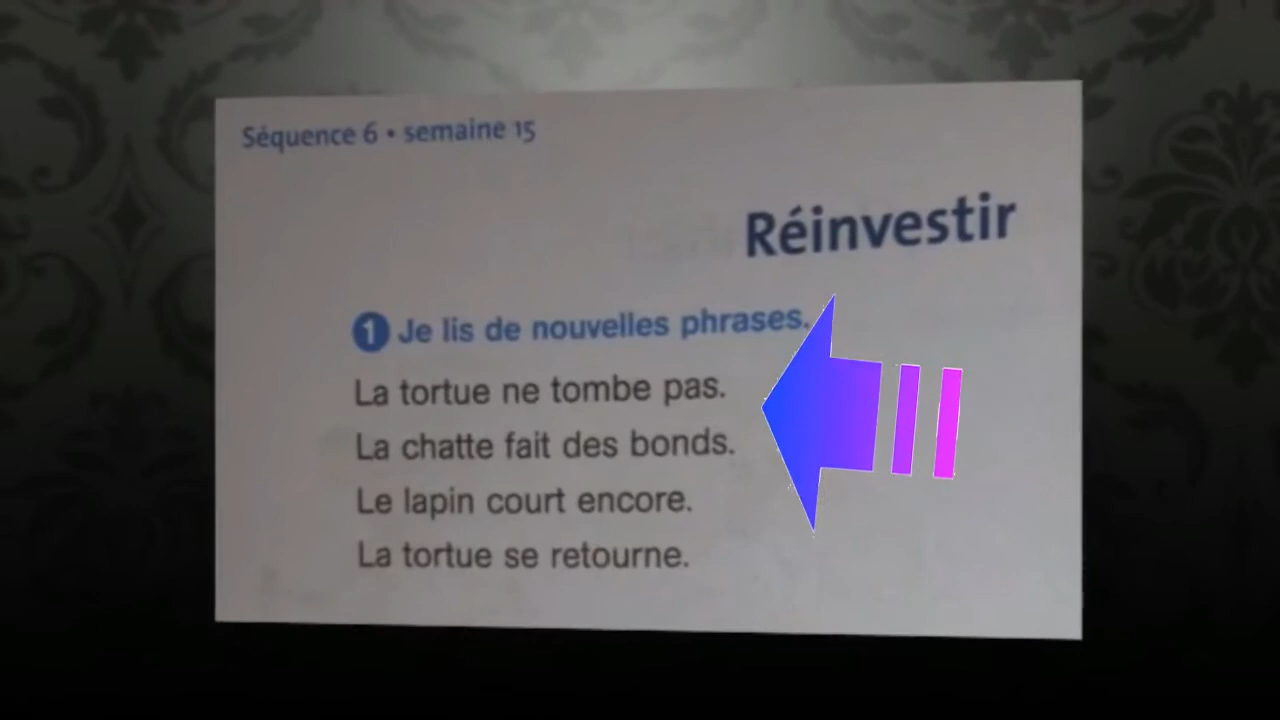 Séquence 6 • semaine 15
Réinvestir
1 Je lis de nouvelles phrases.
La tortue ne tombe pas.
La chatte fait des bonds.
Le lapin court encore.
La tortue se retourne.